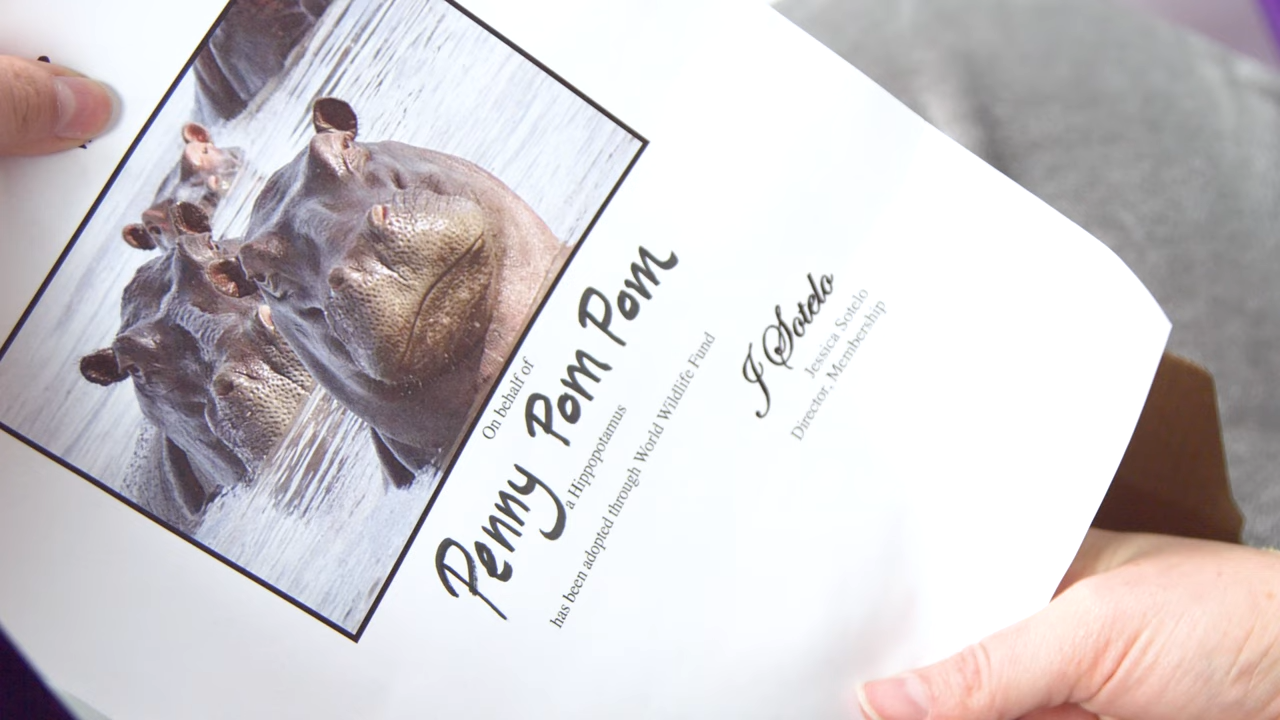 On behalf of
Penny Pom Pom
a Hippopotamus
has been adopted through World Wildlife Fund
J Sotelo
Jessica Sotelo
Director, Membership